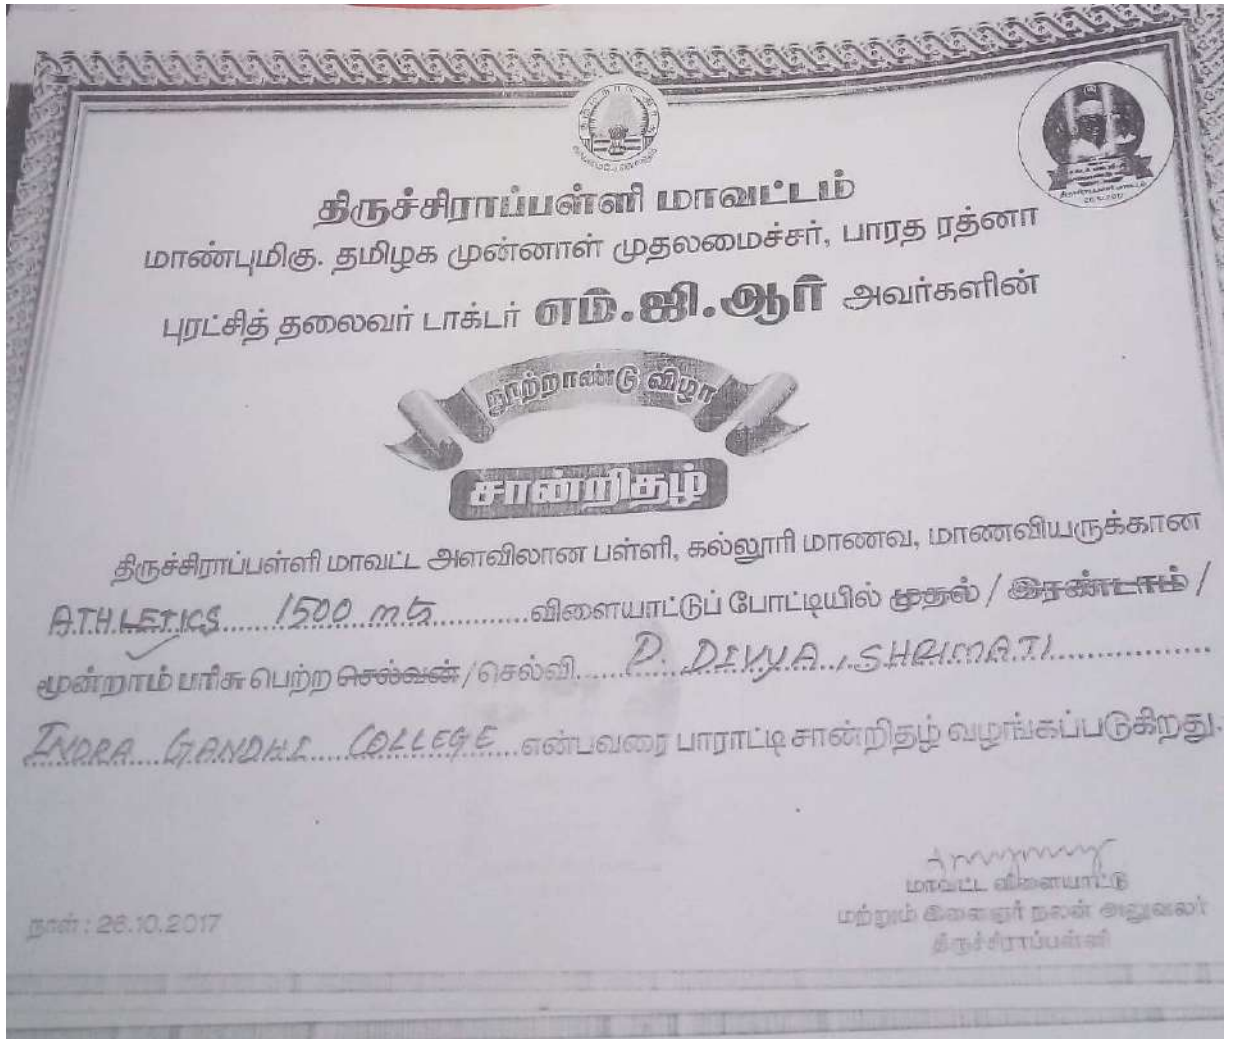 திருச்சிராப்பள்ளி மாவட்டம்
மாண்புமிகு. தமிழக முன்னாள் முதலமைச்சர், பாரத ரத்னா
புரட்சித் தலைவர் டாக்டர் எம்.ஜி.ஆர் அவர்களின்
நூற்றாண்டு விழா
சான்றிதழ்
திருச்சிராப்பள்ளி மாவட்ட அளவிலான பள்ளி, கல்லூரி மாணவ, மாணவியருக்கான
ATHLETICS 1500 mts விளையாட்டுப் போட்டியில் முதல் / இரண்டாம் /
மூன்றாம் பரிசு பெற்ற செல்வன் / செல்வி P. DIVYA SHRIMATI
INDRA GANDHI COLLEGE என்பவரை பாராட்டி சான்றிதழ் வழங்கப்படுகிறது.
மாவட்ட விளையாட்டு
நாள் : 26.10.2017 மற்றும் இளைஞர் நலன் அலுவலர்
திருச்சிராப்பள்ளி